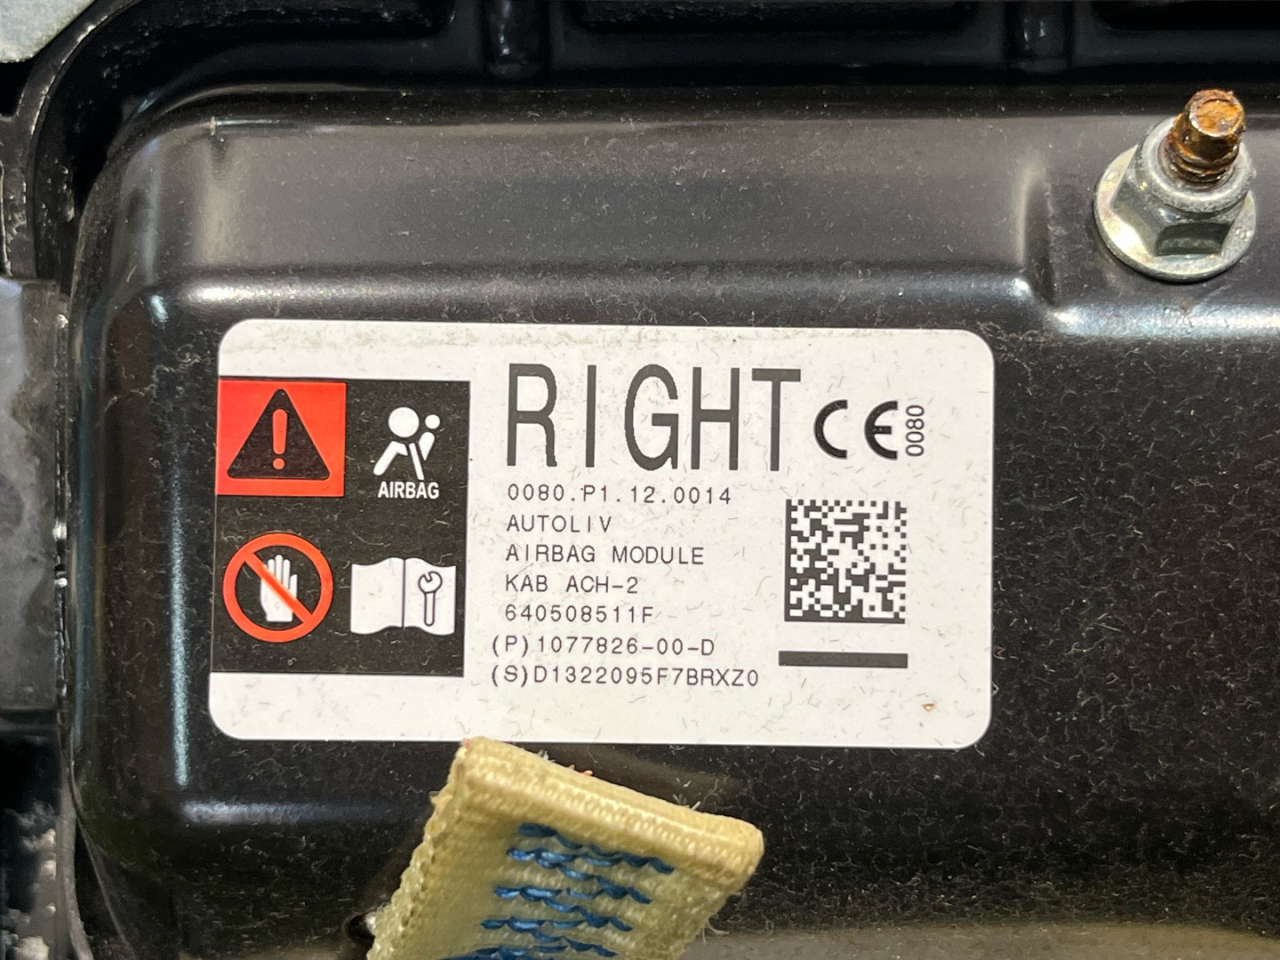 RIGHT
CE 0080
AIRBAG
0080.P1.12.0014
AUTOLIV
AIRBAG MODULE
KAB ACH-2
640508511F
(P)1077826-00-D
(S)D1322095F7BRXZ0